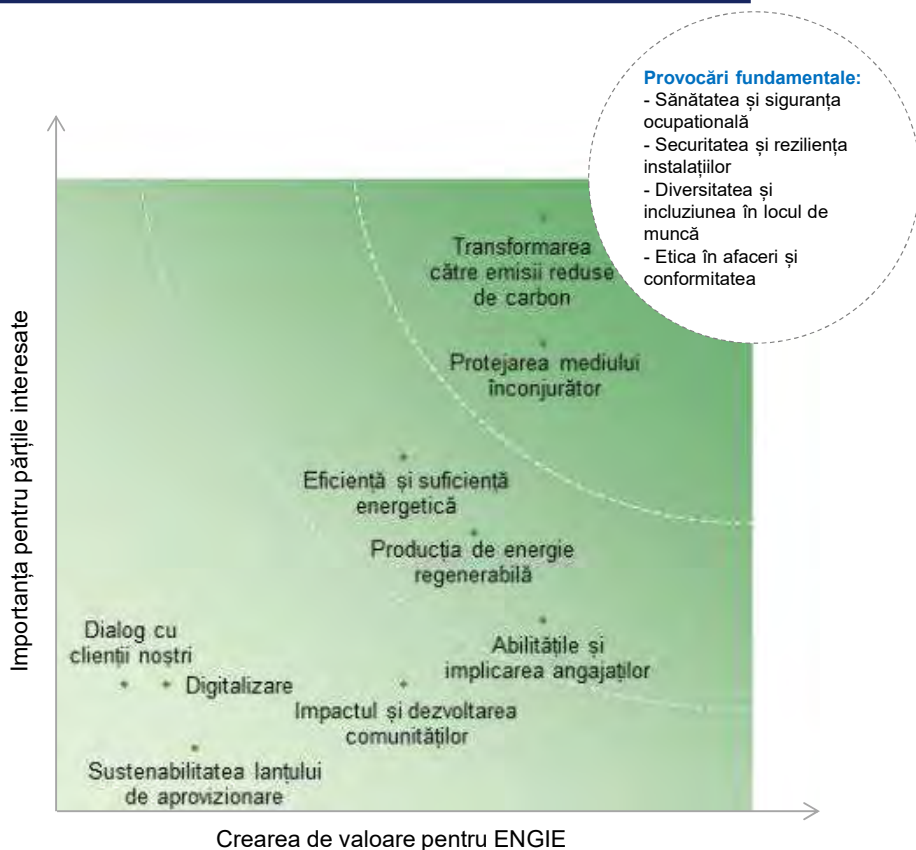 Provocări fundamentale:
- Sănătatea și siguranța
ocupațională
- Securitatea și reziliența
instalațiilor
- Diversitatea și
incluziunea în locul de
muncă
- Etica în afaceri și
conformitatea
Importanța pentru părțile interesate
Transformarea
către emisii reduse
de carbon
Protejarea mediului
înconjurător
Eficiență și suficiență
energetică
Producția de energie
regenerabilă
Abilitățile și
implicarea angajaților
Dialog cu
clienții noștri
Digitalizare
Impactul și dezvoltarea
comunităților
Sustenabilitatea lanțului
de aprovizionare
Crearea de valoare pentru ENGIE